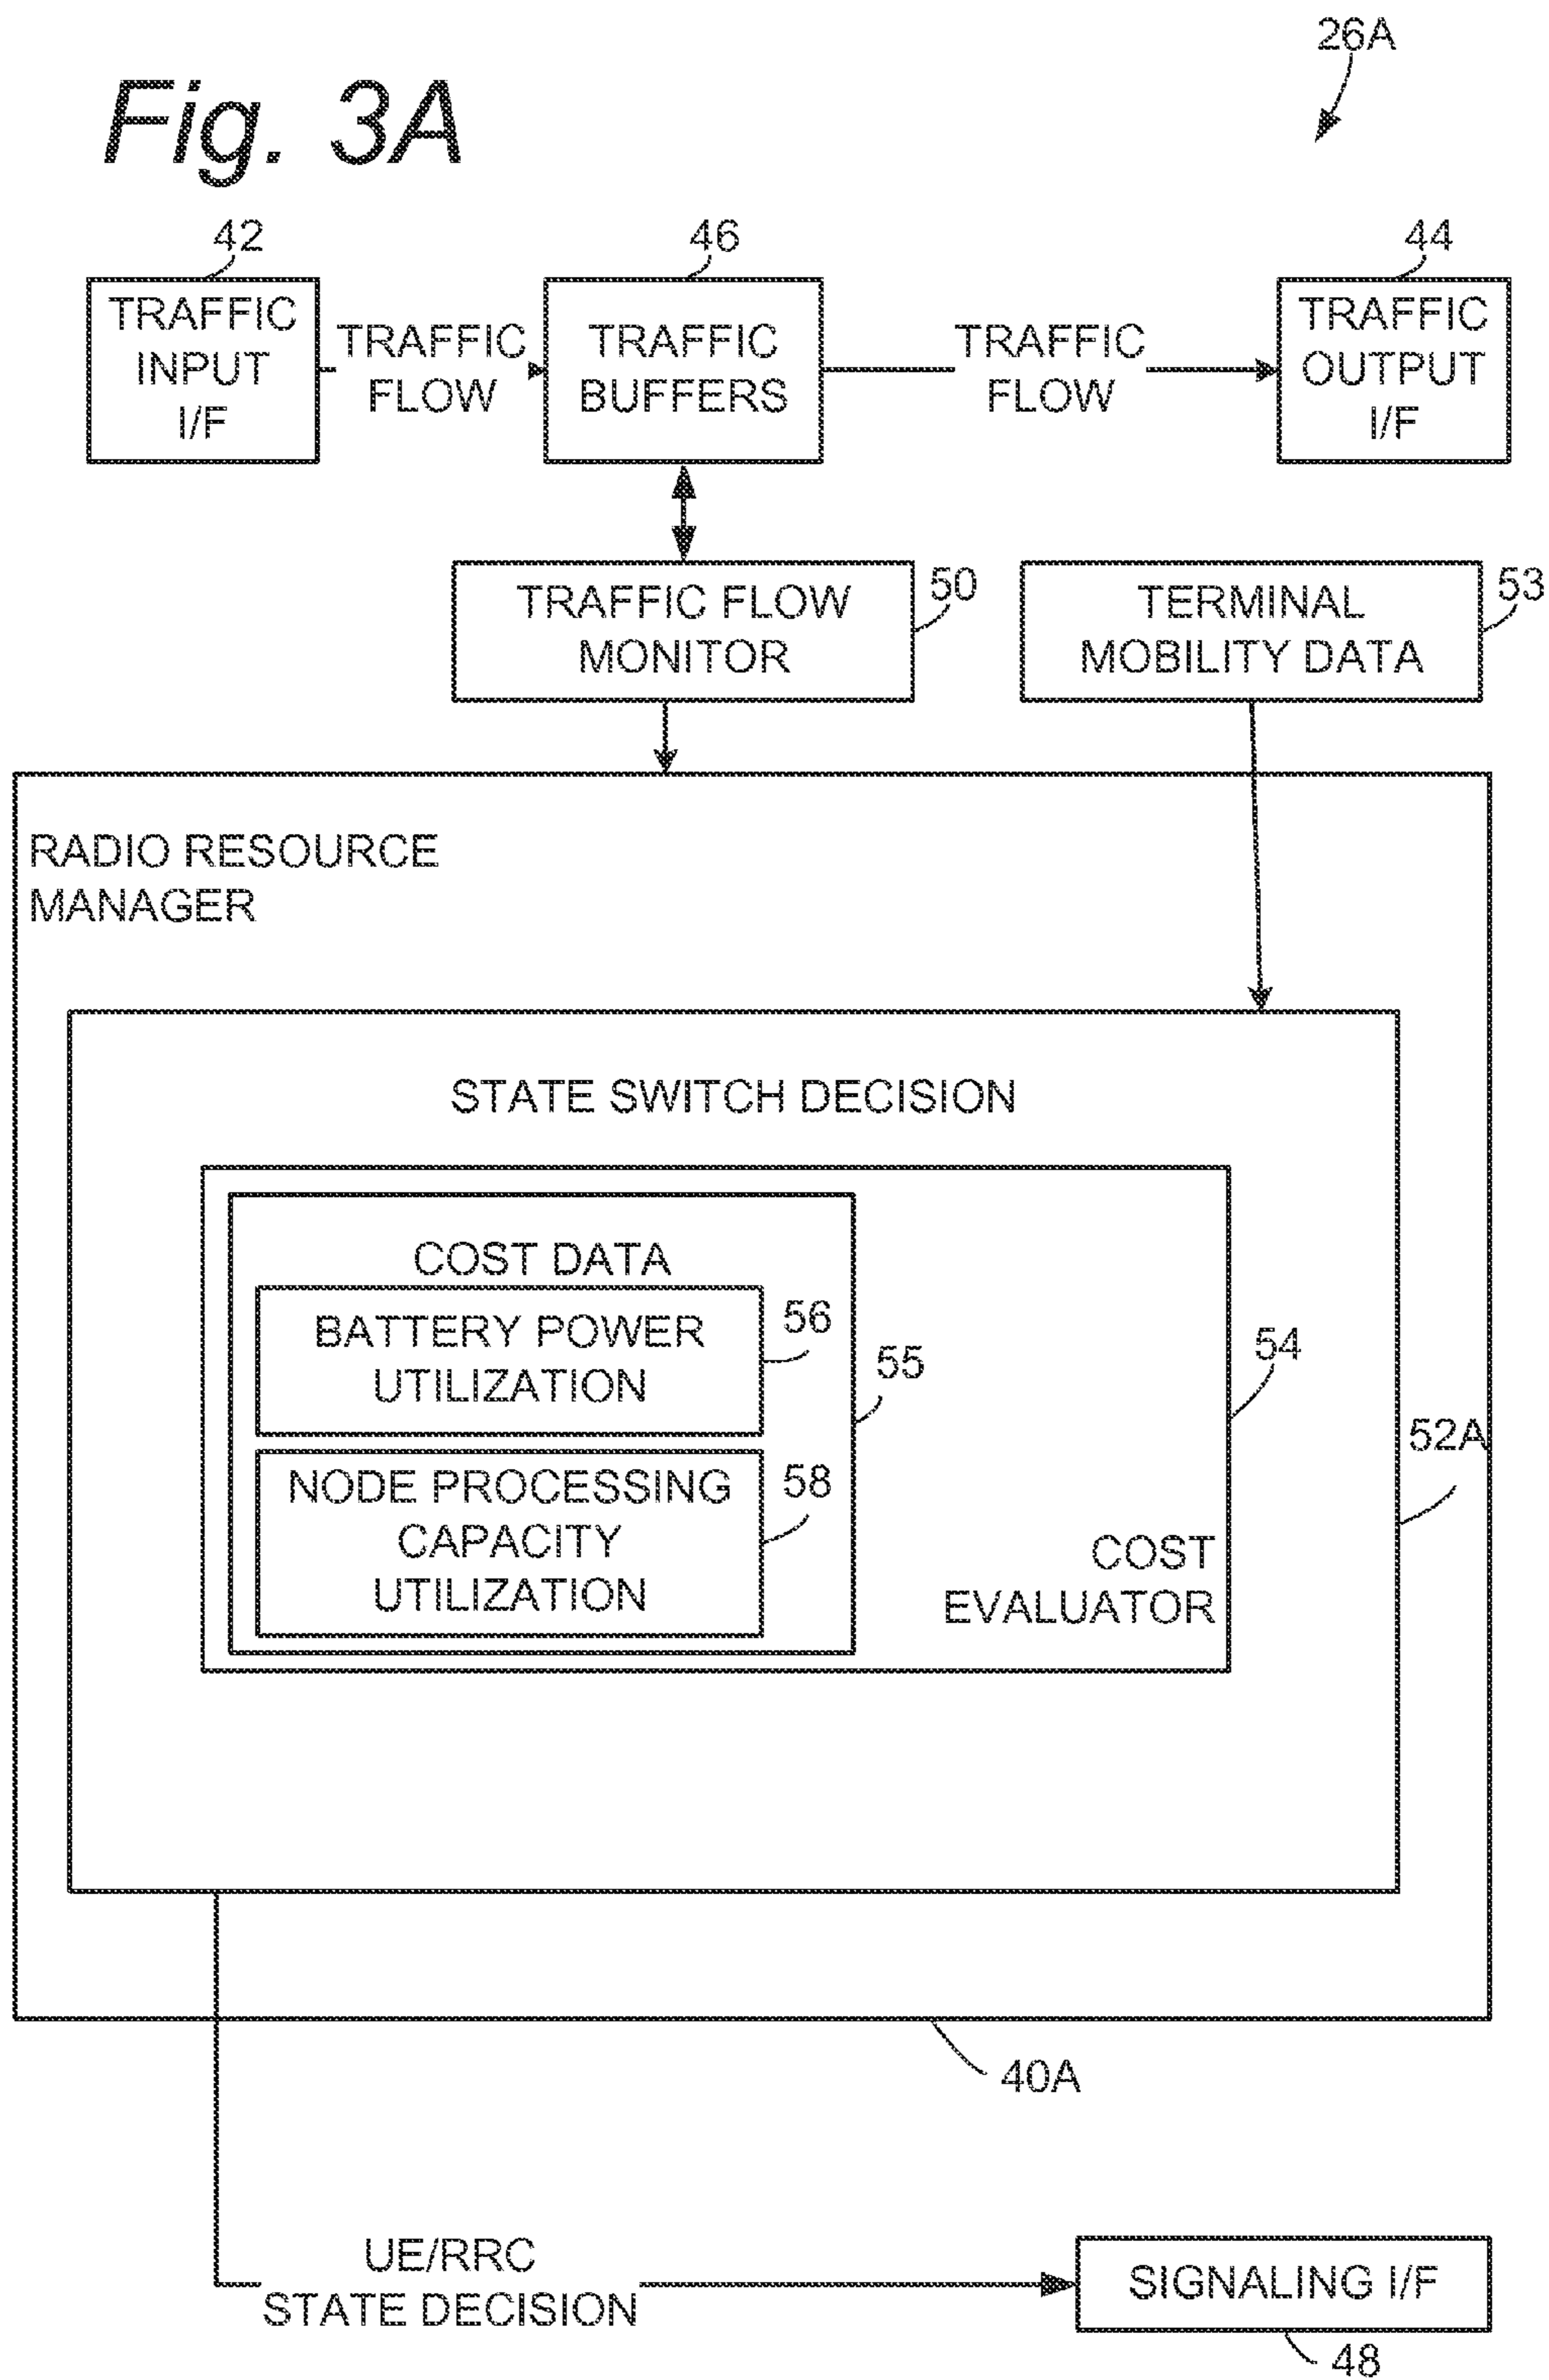 26A
Fig. 3A
42
46
44
TRAFFIC
INPUT
I/F
TRAFFIC
FLOW
TRAFFIC
BUFFERS
TRAFFIC
FLOW
TRAFFIC
OUTPUT
I/F
TRAFFIC FLOW
MONITOR
50
TERMINAL
MOBILITY DATA
53
RADIO RESOURCE
MANAGER
STATE SWITCH DECISION
COST DATA
BATTERY POWER
UTILIZATION
56
55
54
52A
NODE PROCESSING
CAPACITY
UTILIZATION
58
COST
EVALUATOR
40A
UE/RRC
STATE DECISION
SIGNALING I/F
48